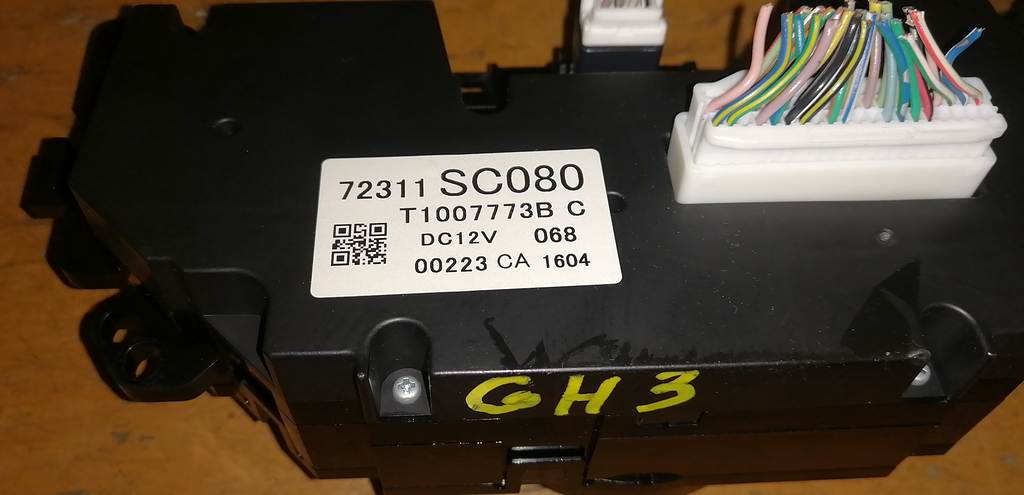 72311 SC080
T1007773B C
DC12V 068
00223 CA 1604
GH3